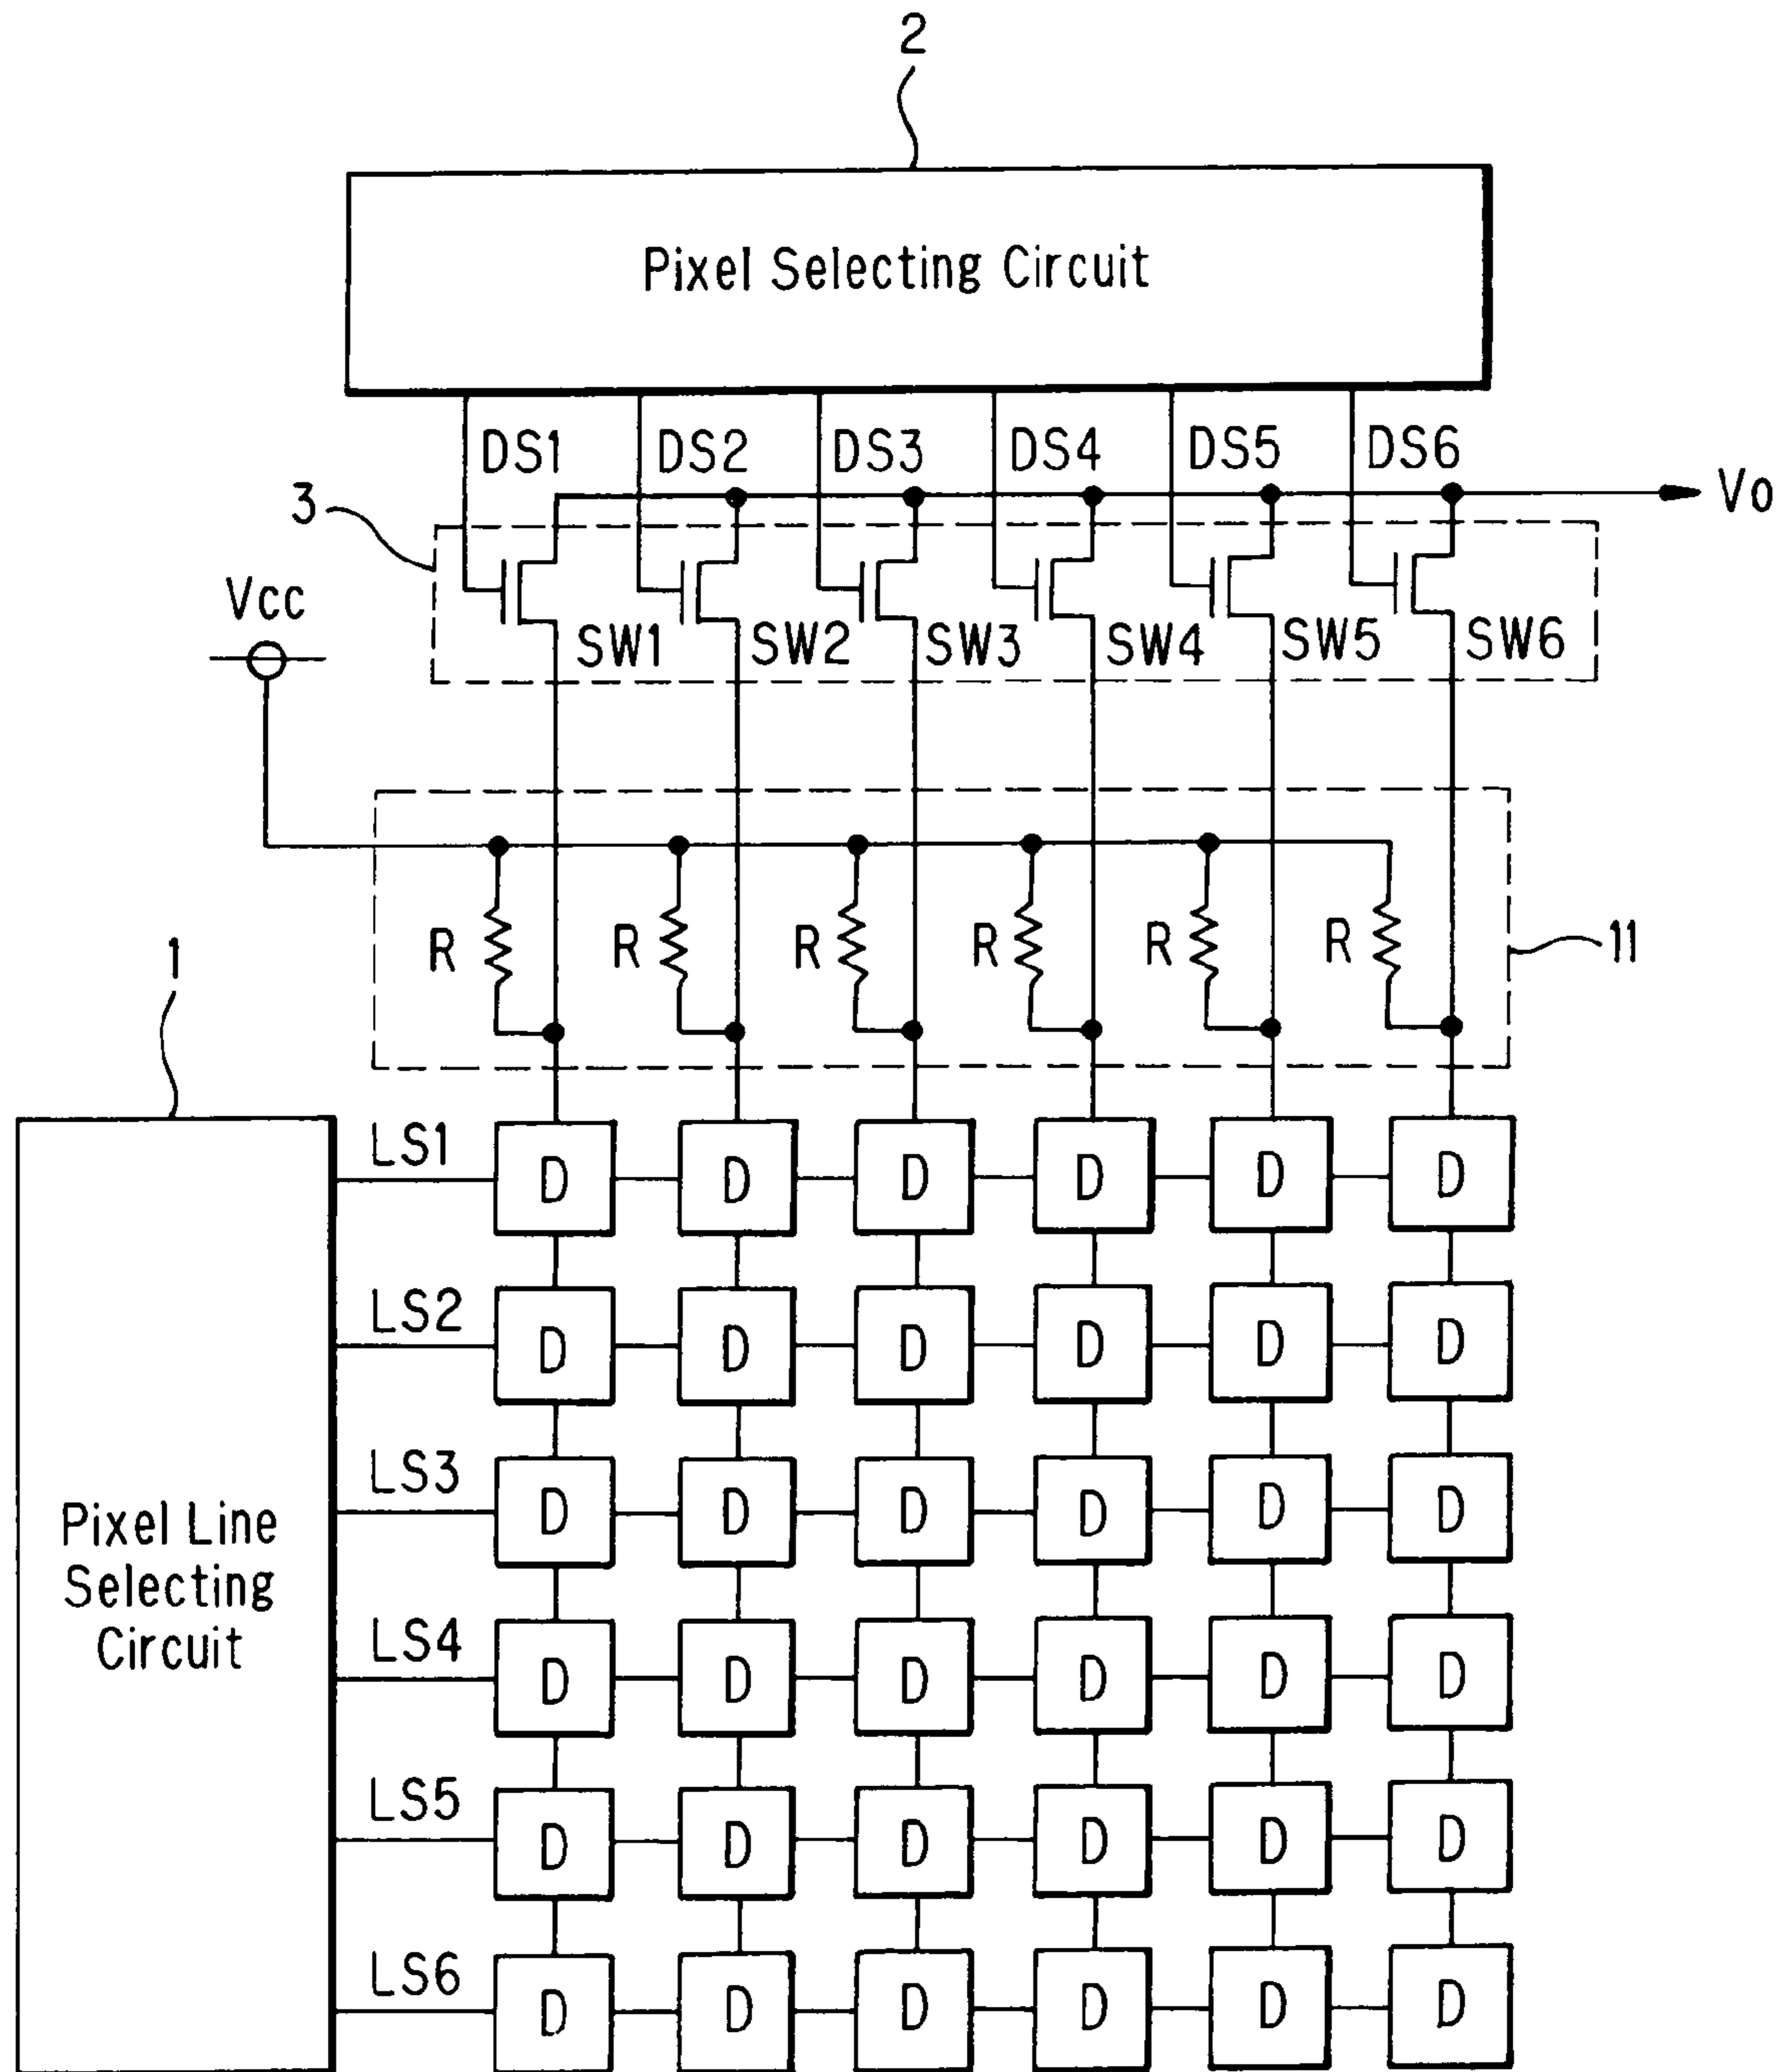 2
Pixel Selecting Circuit
DS1 DS2 DS3 DS4 DS5 DS6
3 Vo
Vcc
SW1 SW2 SW3 SW4 SW5 SW6
R R R R R R 11
1
LS1 D D D D D D
LS2 D D D D D D
LS3 D D D D D D
Pixel Line
Selecting
Circuit
LS4 D D D D D D
LS5 D D D D D D
LS6 D D D D D D